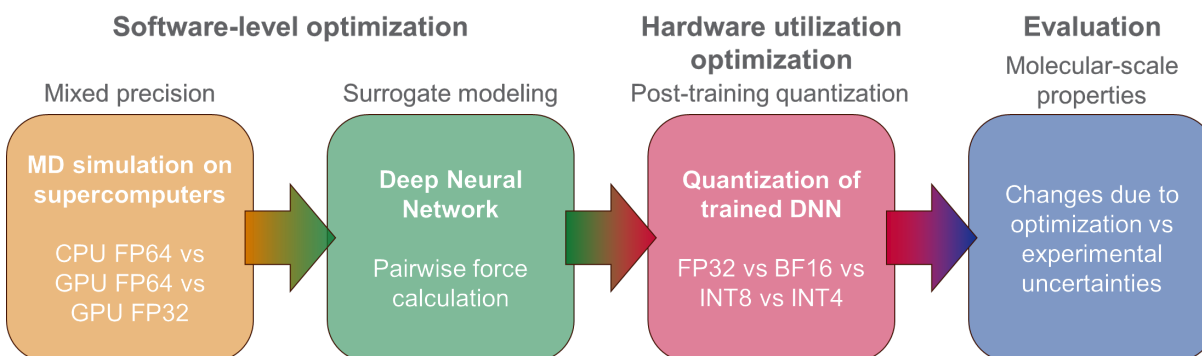 Software-level optimization
Hardware utilization
optimization
Evaluation
Mixed precision
Surrogate modeling
Post-training quantization
Molecular-scale
properties
MD simulation on
supercomputers
CPU FP64 vs
GPU FP64 vs
GPU FP32
Deep Neural
Network
Pairwise force
calculation
Quantization of
trained DNN
FP32 vs BF16 vs
INT8 vs INT4
Changes due to
optimization vs
experimental
uncertainties